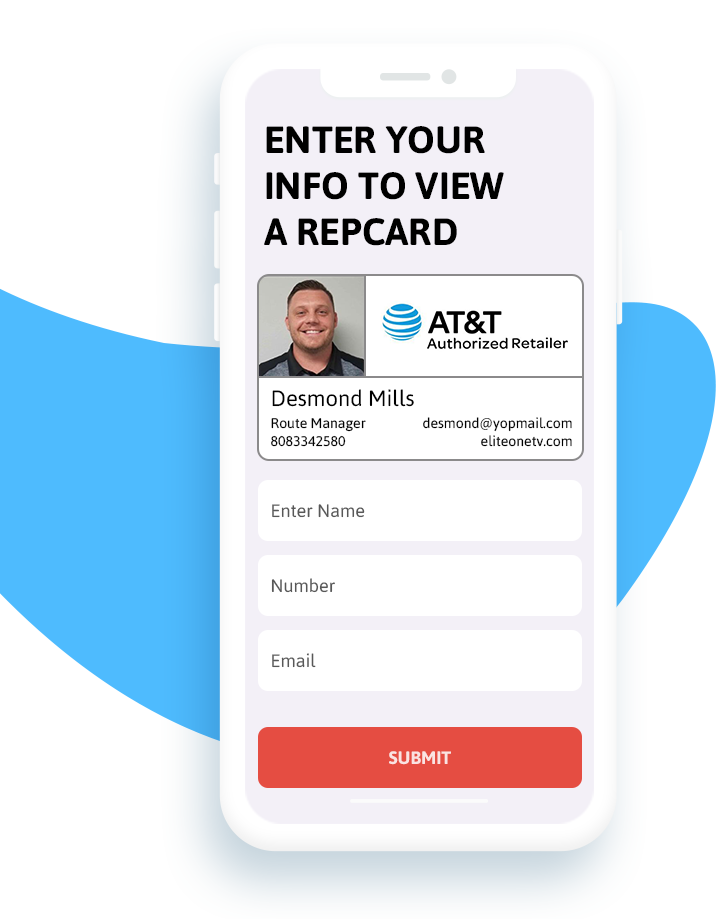 ENTER YOUR
INFO TO VIEW
A REPCARD
AT&T
Authorized Retailer
Desmond Mills
Route Manager desmond@yopmail.com
8083342580 eliteonetv.com
Enter Name
Number
Email
SUBMIT